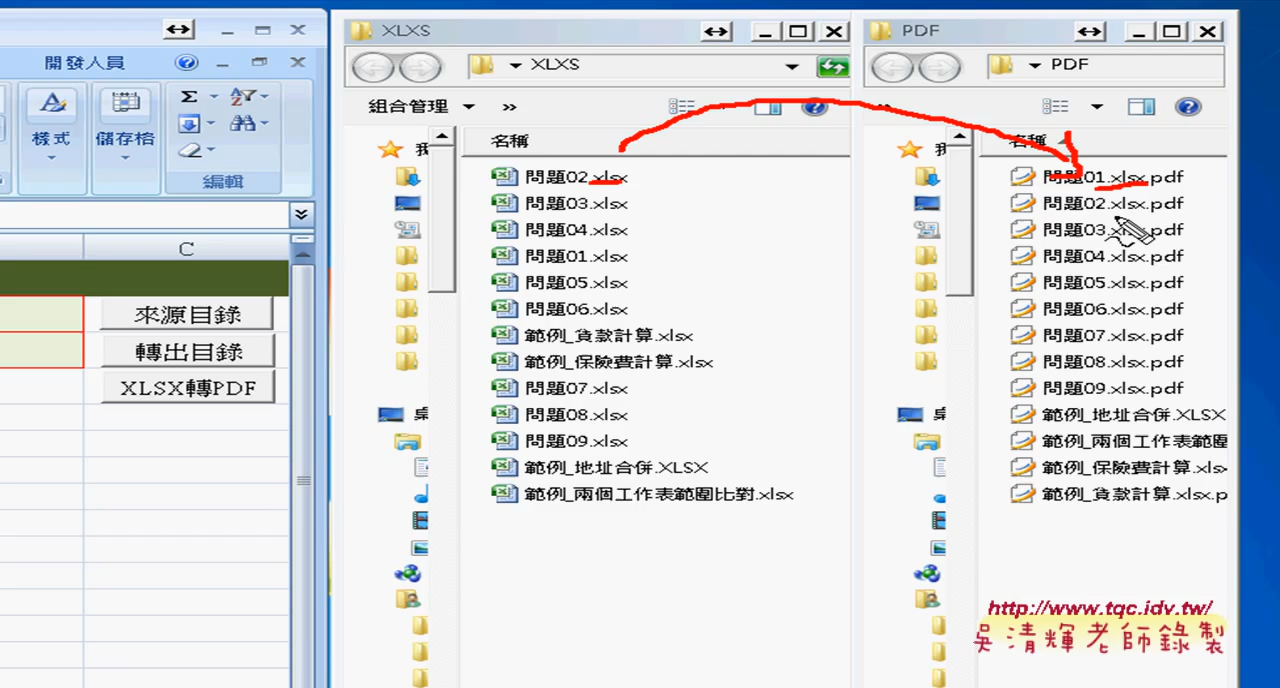 開發人員
樣式
儲存格
Σ
編輯
C
來源目錄
轉出目錄
XLSX轉PDF
XLXS
XLXS
組合管理
»
名稱
問題02.xlsx
問題03.xlsx
問題04.xlsx
問題01.xlsx
問題05.xlsx
問題06.xlsx
範例_貸款計算.xlsx
範例_保險費計算.xlsx
問題07.xlsx
問題08.xlsx
問題09.xlsx
範例_地址合併.XLSX
範例_兩個工作表範圍比對.xlsx
PDF
PDF
»
名稱
問題01.xlsx.pdf
問題02.xlsx.pdf
問題03.xlsx.pdf
問題04.xlsx.pdf
問題05.xlsx.pdf
問題06.xlsx.pdf
問題07.xlsx.pdf
問題08.xlsx.pdf
問題09.xlsx.pdf
範例_地址合併.XLSX
範例_兩個工作表範圍
範例_保險費計算.xls
範例_貸款計算.xlsx.p
http://www.tqc.idv.tw/
吳清輝老師錄製